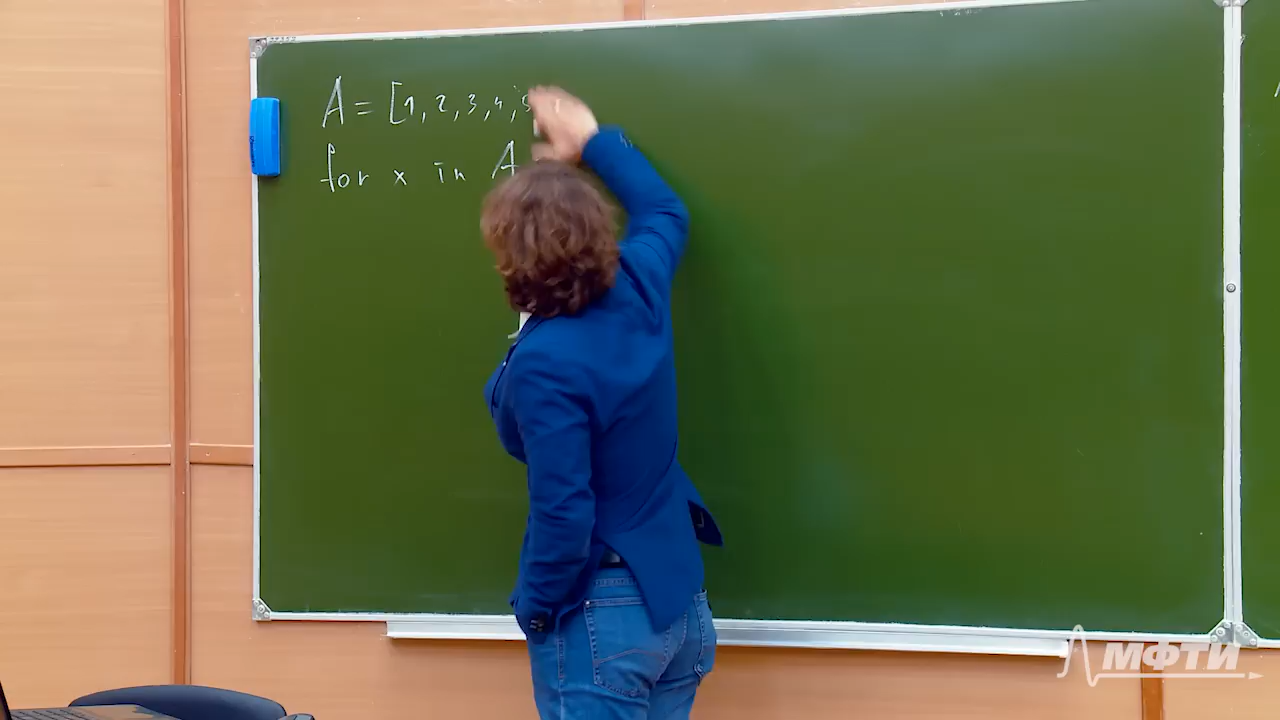 A = [1, 2, 3, 4, 5
for x in A
МФТИ